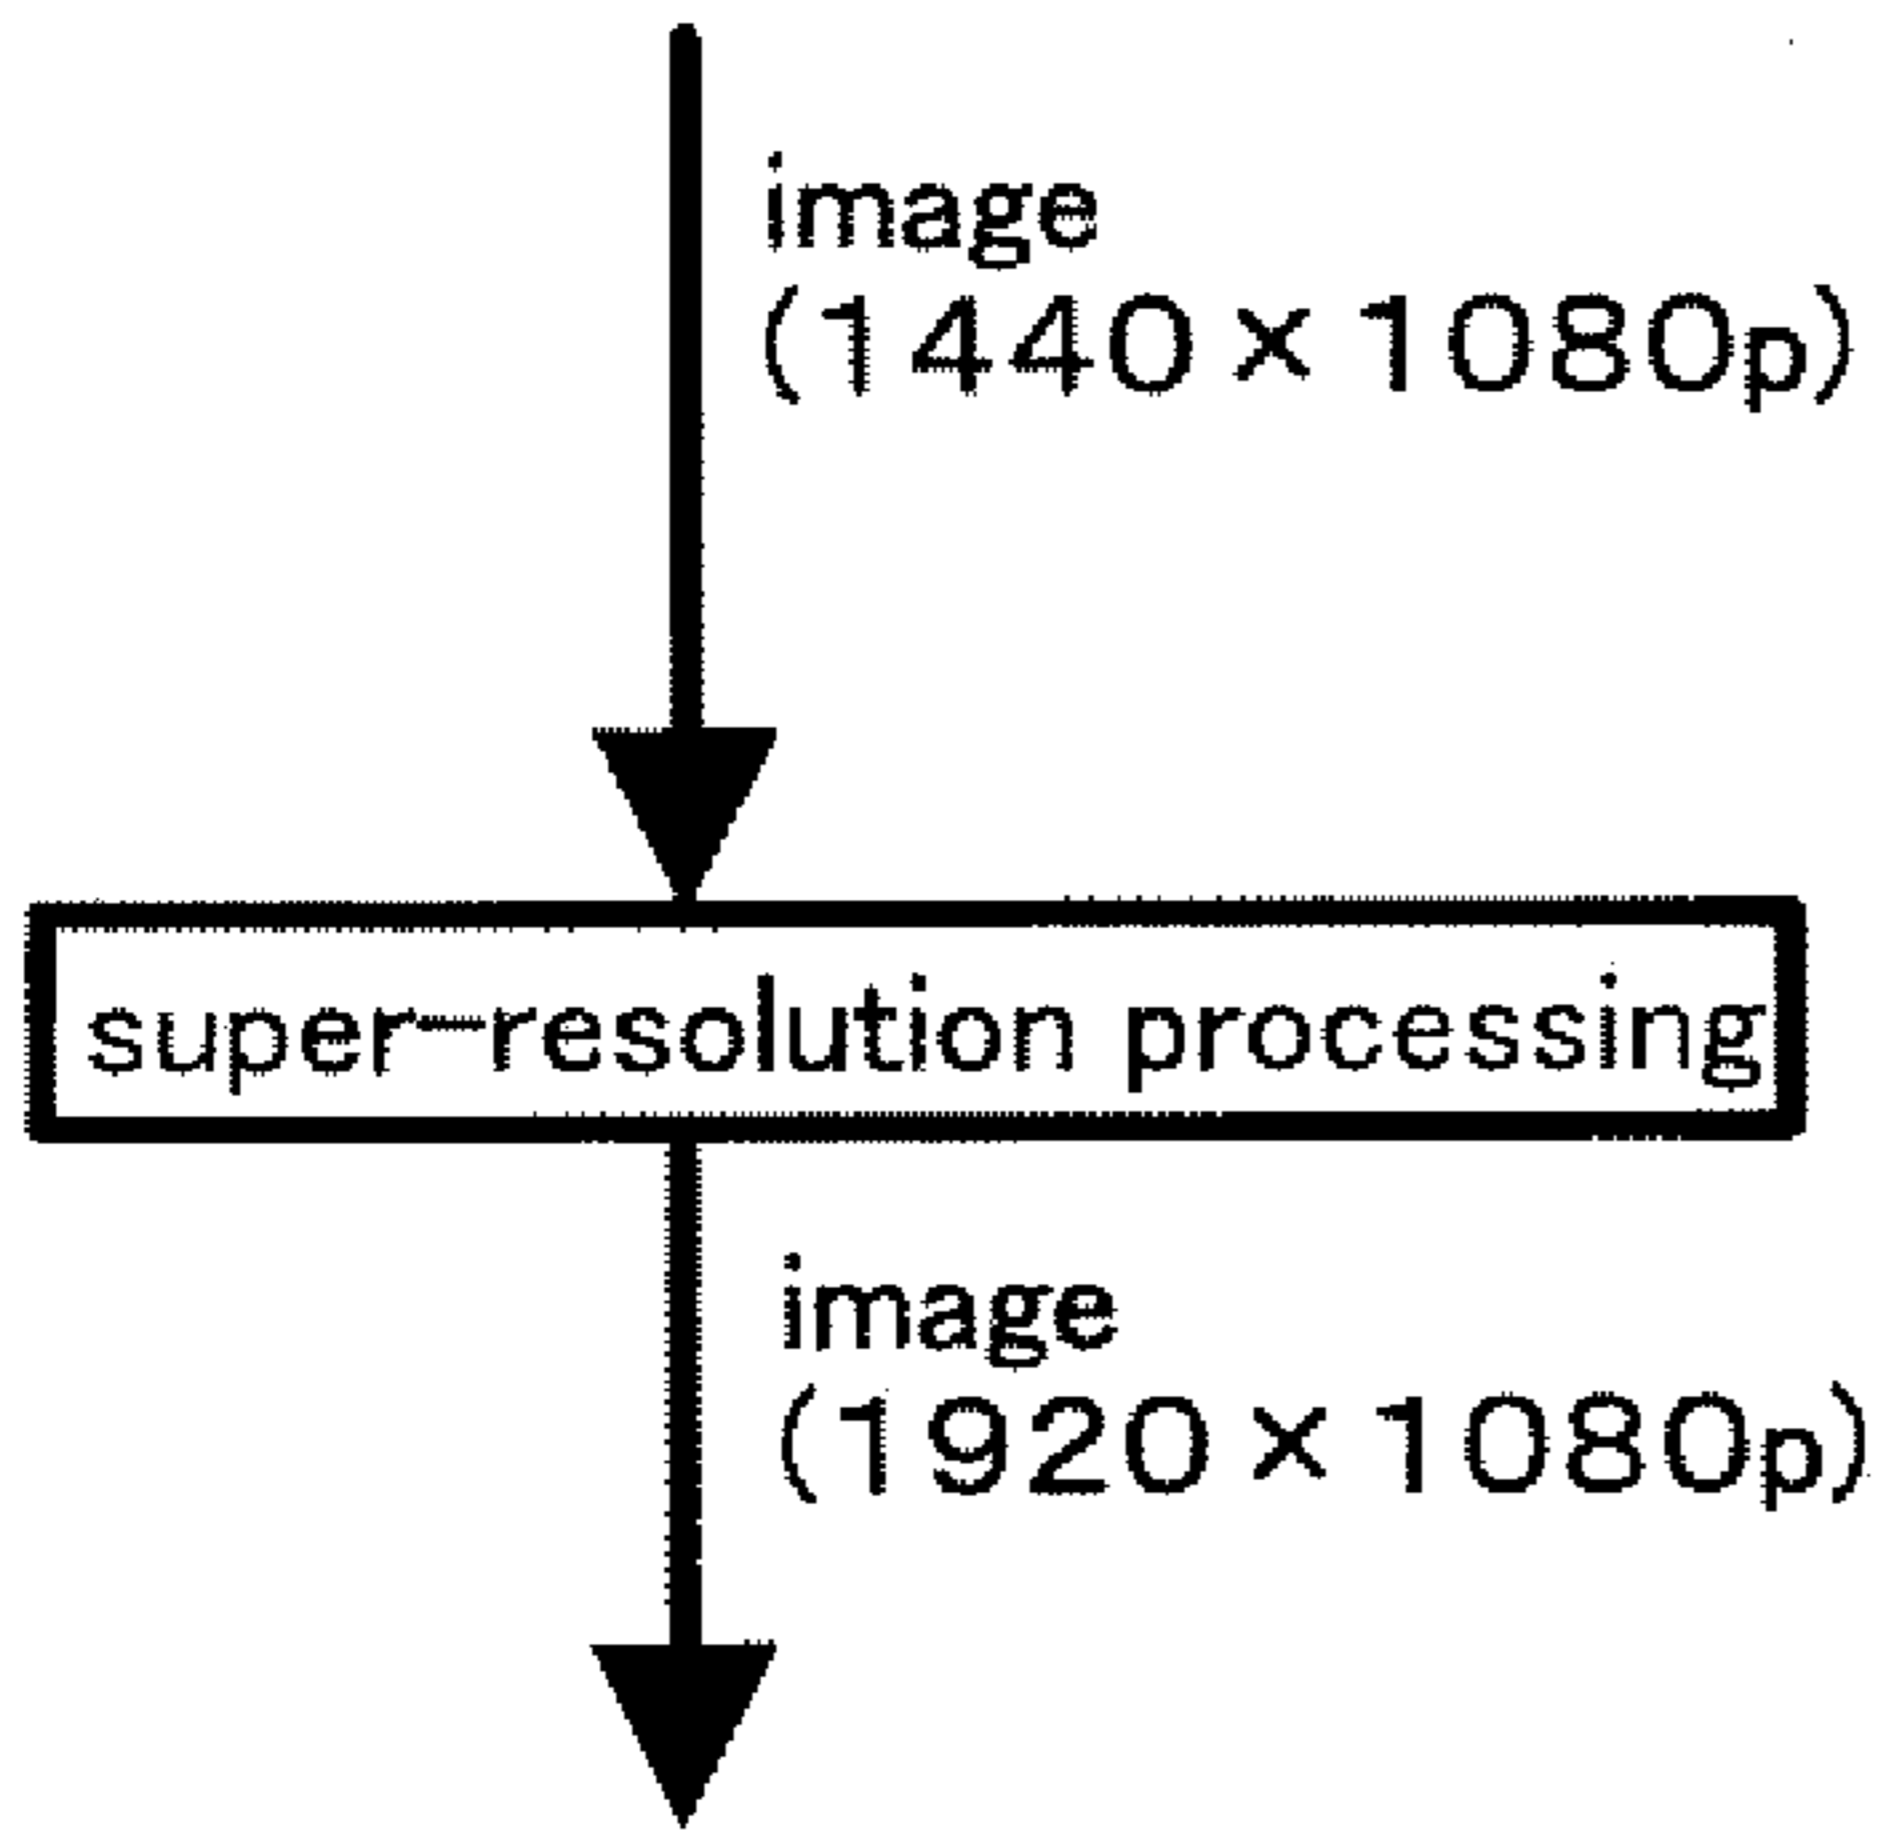 image
(1440×1080p)
super-resolution processing
image
(1920×1080p)